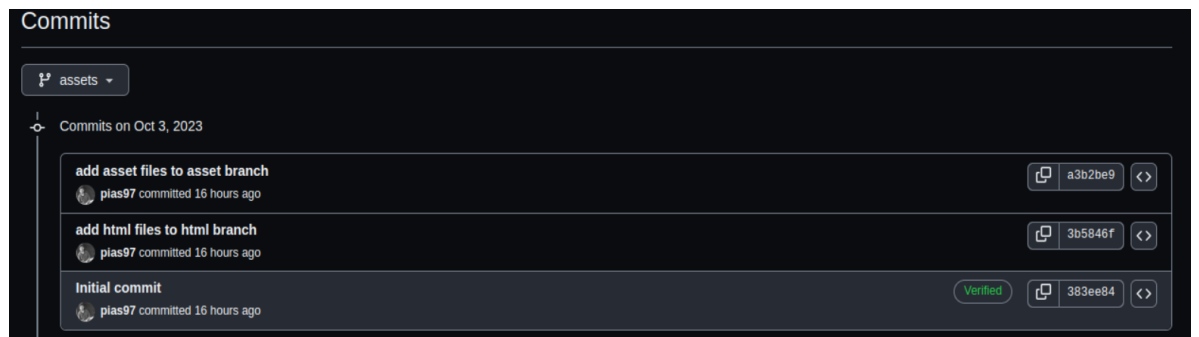 Commits
assets
Commits on Oct 3, 2023
add asset files to asset branch
pias97 committed 16 hours ago
a3b2be9
add html files to html branch
pias97 committed 16 hours ago
3b5846f
Initial commit
pias97 committed 16 hours ago
Verified
383ee84